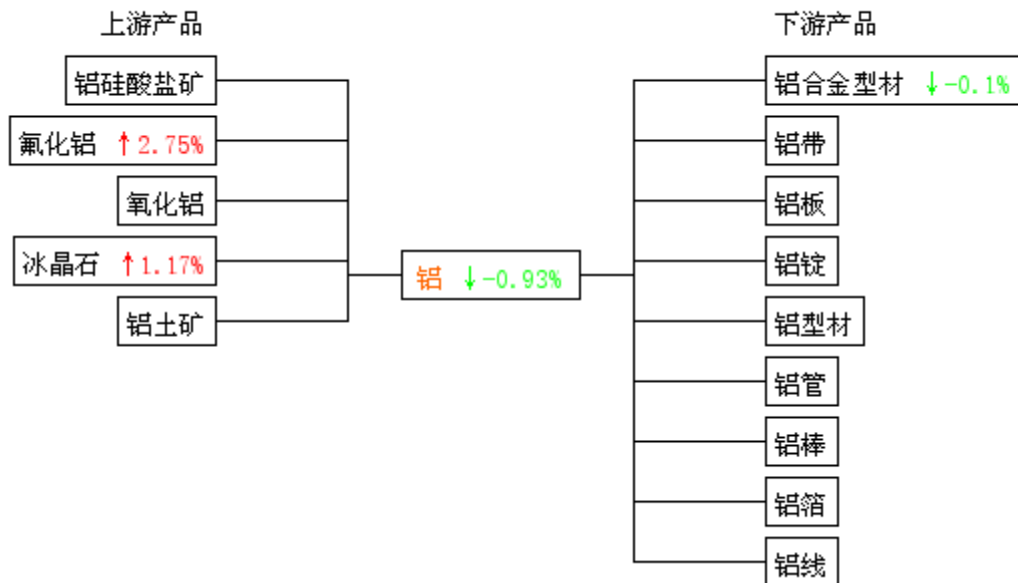 上游产品
下游产品
铝硅酸盐矿
氟化铝 ↑2.75%
氧化铝
冰晶石 ↑1.17%
铝土矿
铝 ↓-0.93%
铝合金型材 ↓-0.1%
铝带
铝板
铝锭
铝型材
铝管
铝棒
铝箔
铝线